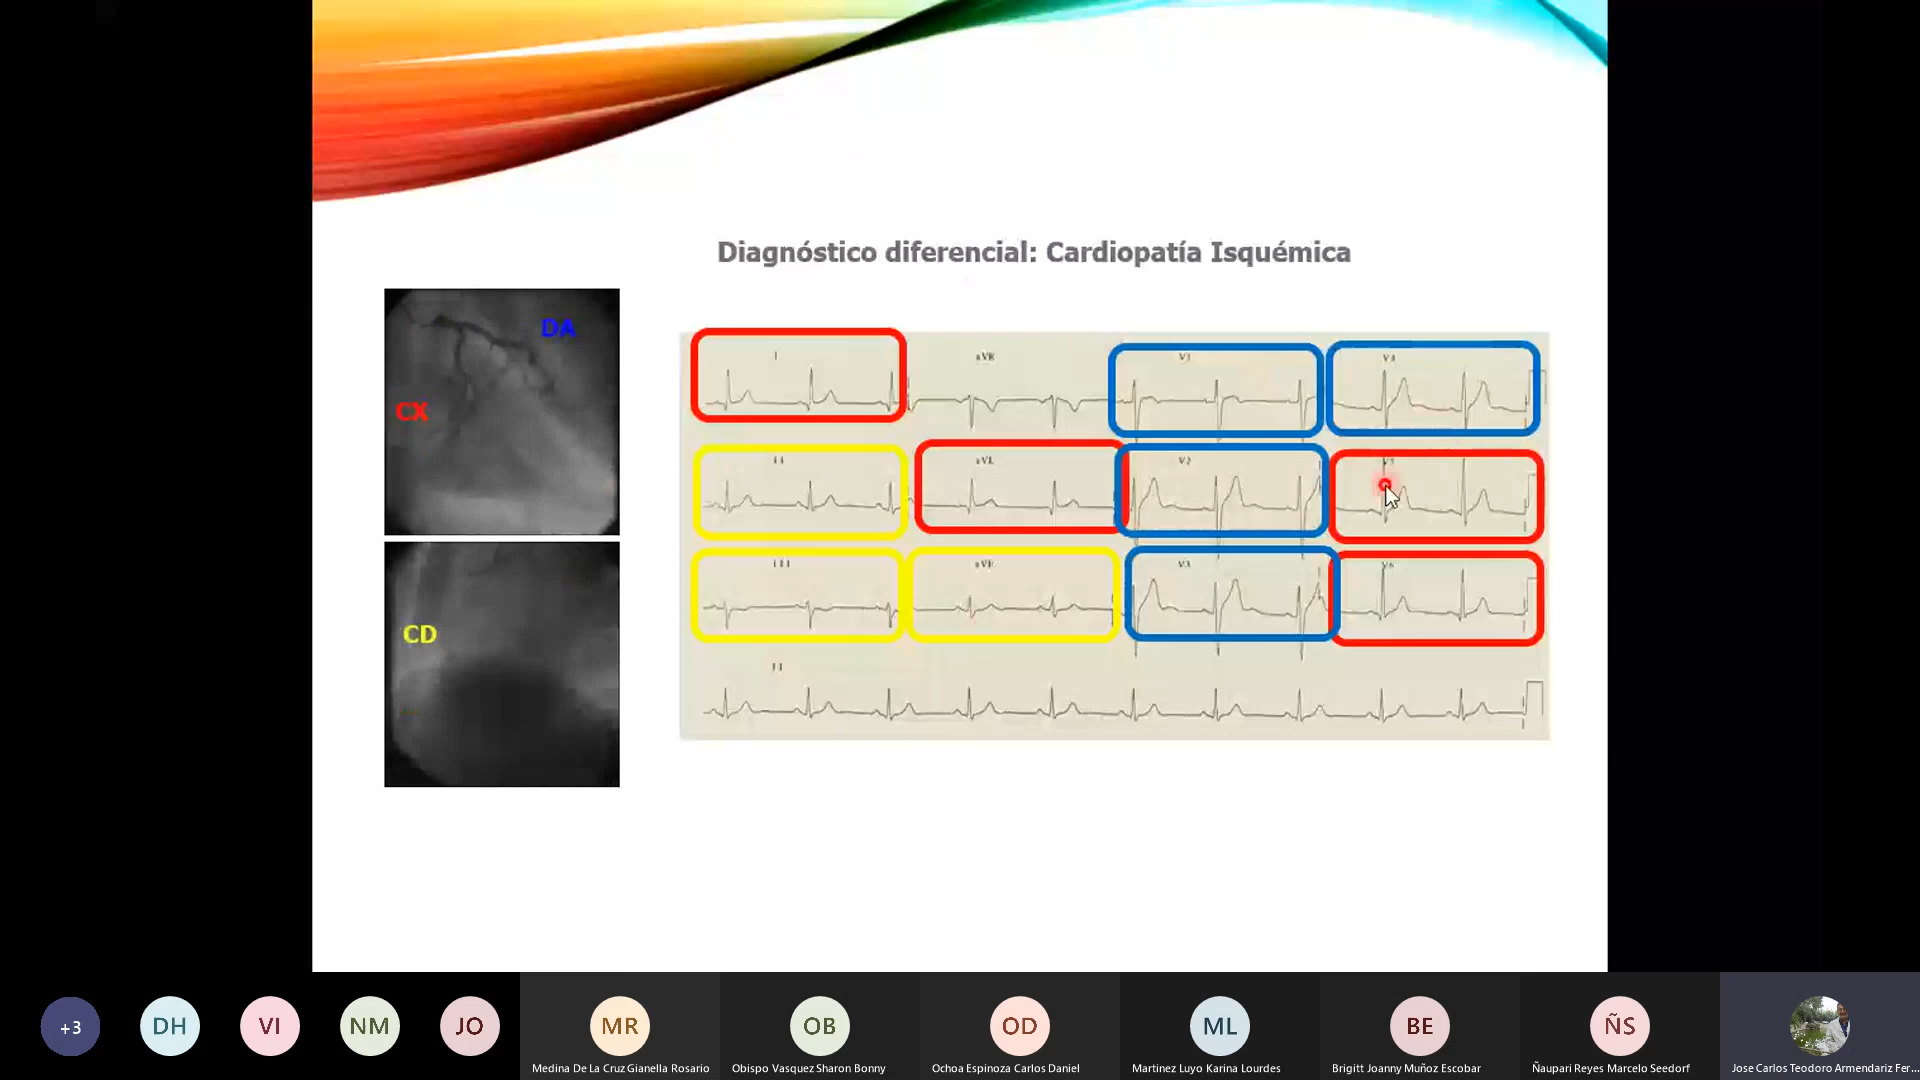 Diagnóstico diferencial: Cardiopatía Isquémica
DA
CX
CD
I
aVR
V1
V4
II
aVL
V2
V5
III
aVF
V3
V6
II
+3
DH
VI
NM
JO
MR
OB
OD
ML
BE
ÑS
Medina De La Cruz Gianella Rosario
Obispo Vasquez Sharon Bonny
Ochoa Espinoza Carlos Daniel
Martinez Luyo Karina Lourdes
Brigitt Joanny Muñoz Escobar
Ñaupari Reyes Marcelo Seedorf
Jose Carlos Teodoro Armendariz Fer...